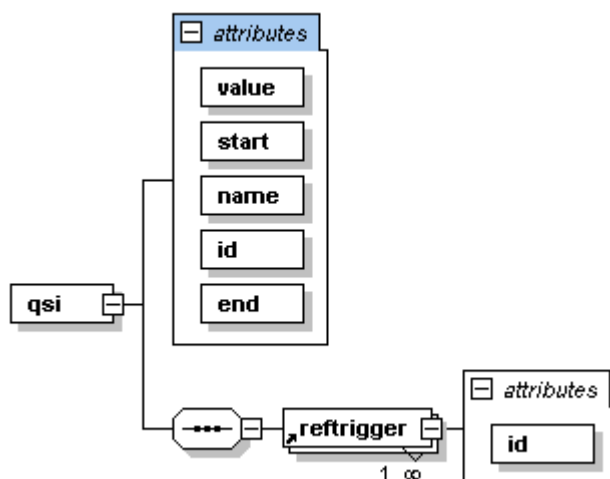 attributes
value
start
name
id
end
qsi
reftrigger
1 ∞
attributes
id